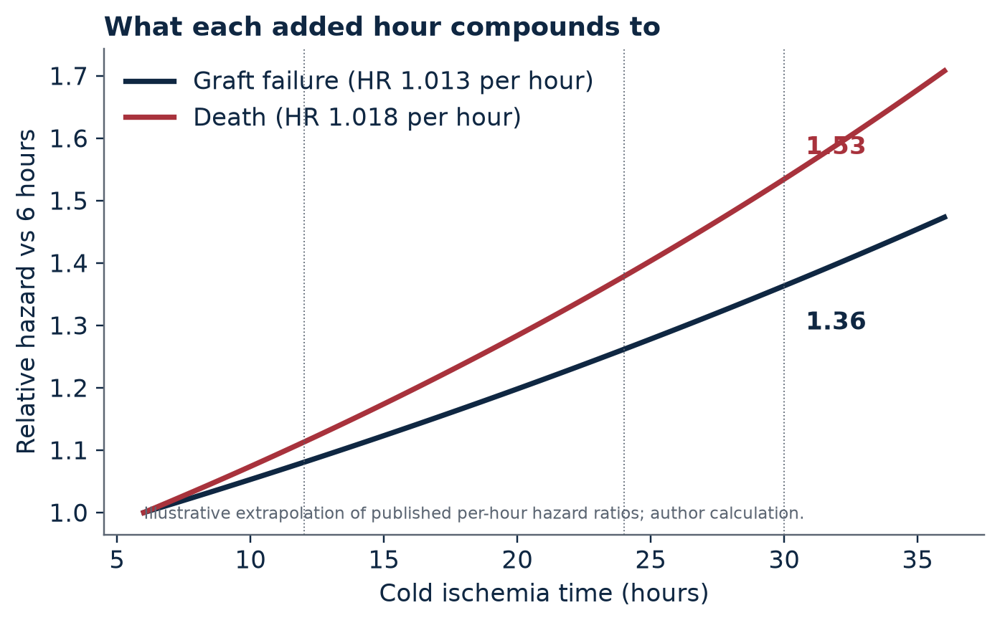 What each added hour compounds to
Graft failure (HR 1.013 per hour)
Death (HR 1.018 per hour)
Relative hazard vs 6 hours
1.7
1.6
1.5
1.4
1.3
1.2
1.1
1.0
1.53
1.36
Illustrative extrapolation of published per-hour hazard ratios; author calculation.
5 10 15 20 25 30 35
Cold ischemia time (hours)